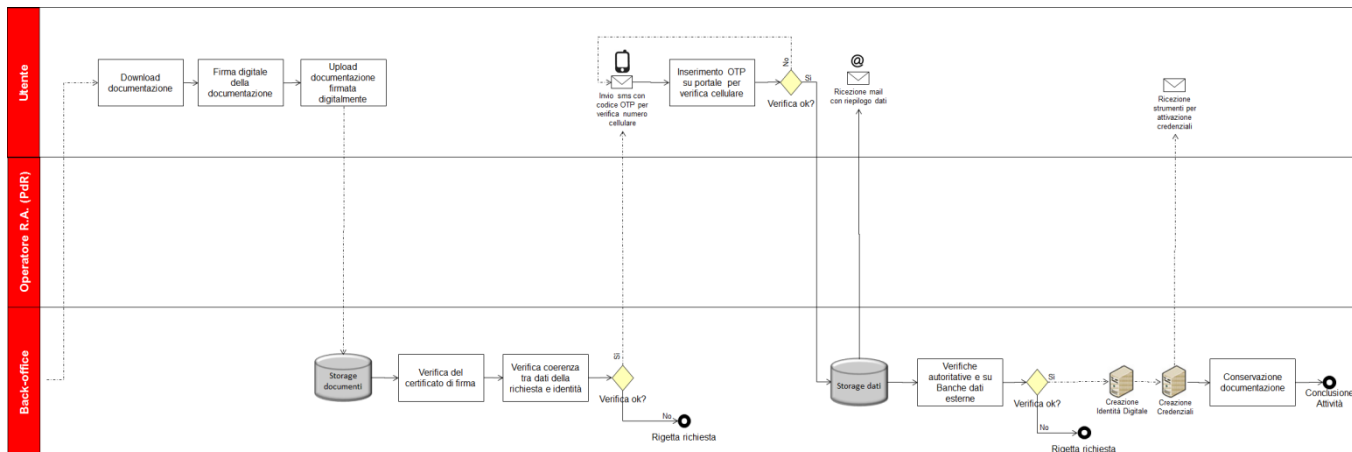 Utente
Download
documentazione
Firma digitale
della
documentazione
Upload
documentazione
firmata
digitalmente
Invio sms con
codice OTP per
verifica numero
cellulare
Inserimento OTP
su portale per
verifica cellulare
No
Si
Verifica ok?
@
Ricezione mail
con riepilogo dati
Ricezione
strumenti per
attivazione
credenziali
Operatore R.A. (PdR)
Back-office
Storage
documenti
Verifica del
certificato di firma
Verifica coerenza
tra dati della
richiesta e identità
Si
Verifica ok?
No
Rigetta richiesta
Storage dati
Verifiche
autoritative e su
Banche dati
esterne
Si
Verifica ok?
No
Rigetta richiesta
Creazione
Identità Digitale
Creazione
Credenziali
Conservazione
documentazione
Conclusione
Attività